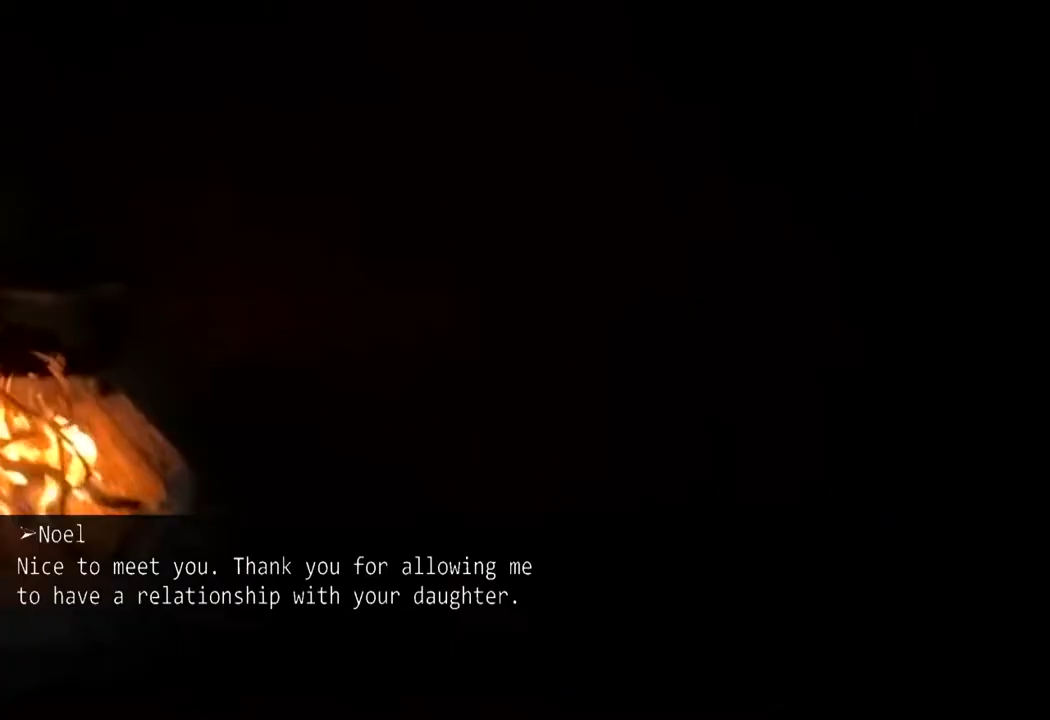 ➢Noel
Nice to meet you. Thank you for allowing me
to have a relationship with your daughter.